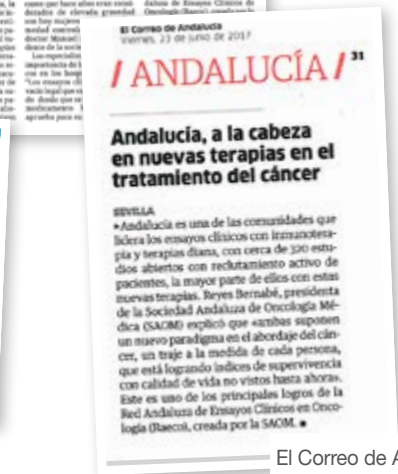 El Correo de Andalucía
Viernes, 23 de junio de 2017
/ ANDALUCÍA / 31
Andalucía, a la cabeza
en nuevas terapias en el
tratamiento del cáncer
SEVILLA
▸Andalucía es una de las comunidades que
lidera los ensayos clínicos con inmunotera-
pia y terapias diana, con cerca de 320 estu-
dios abiertos con reclutamiento activo de
pacientes, la mayor parte de ellos con estas
nuevas terapias. Reyes Bernabé, presidenta
de la Sociedad Andaluza de Oncología Mé-
dica (SAOM) explicó que «ambas suponen
un nuevo paradigma en el abordaje del cán-
cer, un traje a la medida de cada persona,
que está logrando índices de supervivencia
con calidad de vida no vistos hasta ahora».
Este es uno de los principales logros de la
Red Andaluza de Ensayos Clínicos en Onco-
logía (Raeco), creada por la SAOM. ●
El Correo de A